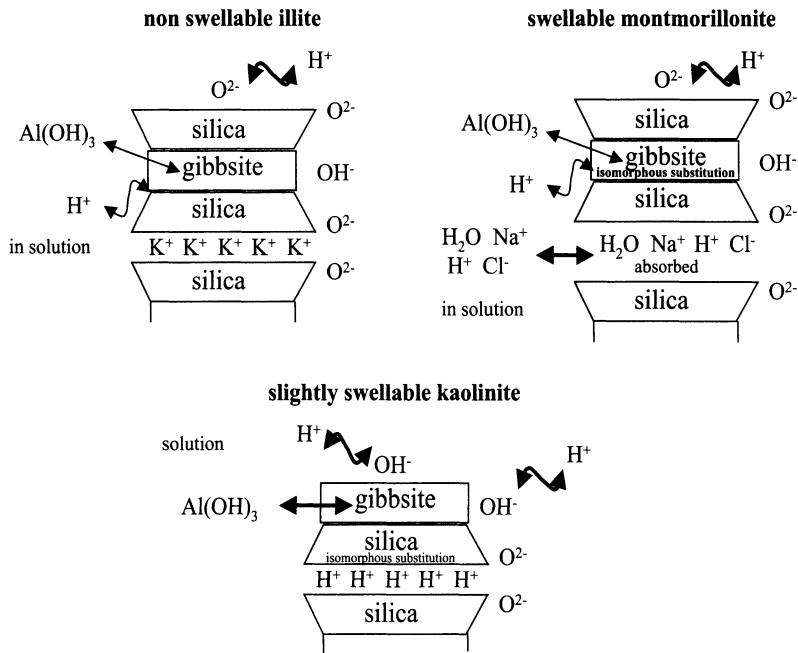 non swellable illite
H⁺
O²⁻
O²⁻
silica
Al(OH)₃
gibbsite
OH⁻
H⁺
silica
O²⁻
in solution
K⁺ K⁺ K⁺ K⁺ K⁺
silica
O²⁻
swellable montmorillonite
H⁺
O²⁻
O²⁻
silica
Al(OH)₃
gibbsite
isomorphous substitution
OH⁻
H⁺
silica
O²⁻
H₂O Na⁺
H⁺ Cl⁻
H₂O Na⁺ H⁺ Cl⁻
absorbed
in solution
silica
O²⁻
slightly swellable kaolinite
solution
H⁺
OH⁻
H⁺
Al(OH)₃
gibbsite
OH⁻
silica
isomorphous substitution
O²⁻
H⁺ H⁺ H⁺ H⁺ H⁺
silica
O²⁻